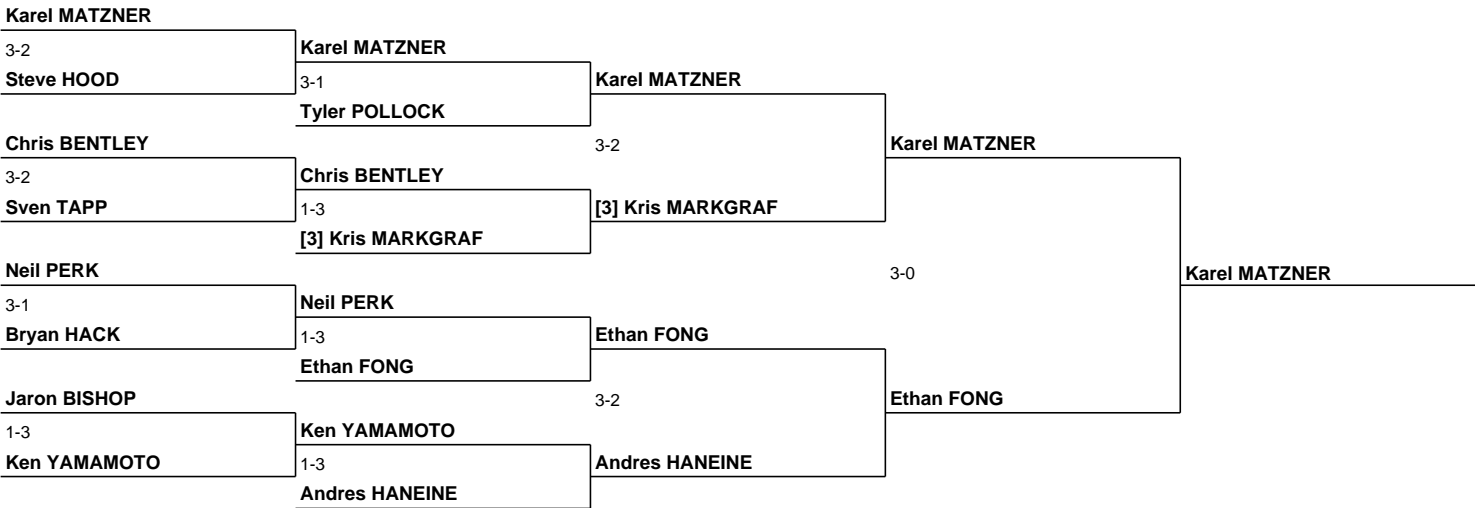 Karel MATZNER
3-2
Karel MATZNER
Steve HOOD
3-1
Karel MATZNER
Tyler POLLOCK
Chris BENTLEY
3-2
Karel MATZNER
3-2
Chris BENTLEY
Sven TAPP
1-3
[3] Kris MARKGRAF
[3] Kris MARKGRAF
Neil PERK
3-0
Karel MATZNER
3-1
Neil PERK
Bryan HACK
1-3
Ethan FONG
Ethan FONG
Jaron BISHOP
3-2
Ethan FONG
1-3
Ken YAMAMOTO
Ken YAMAMOTO
1-3
Andres HANEINE
Andres HANEINE